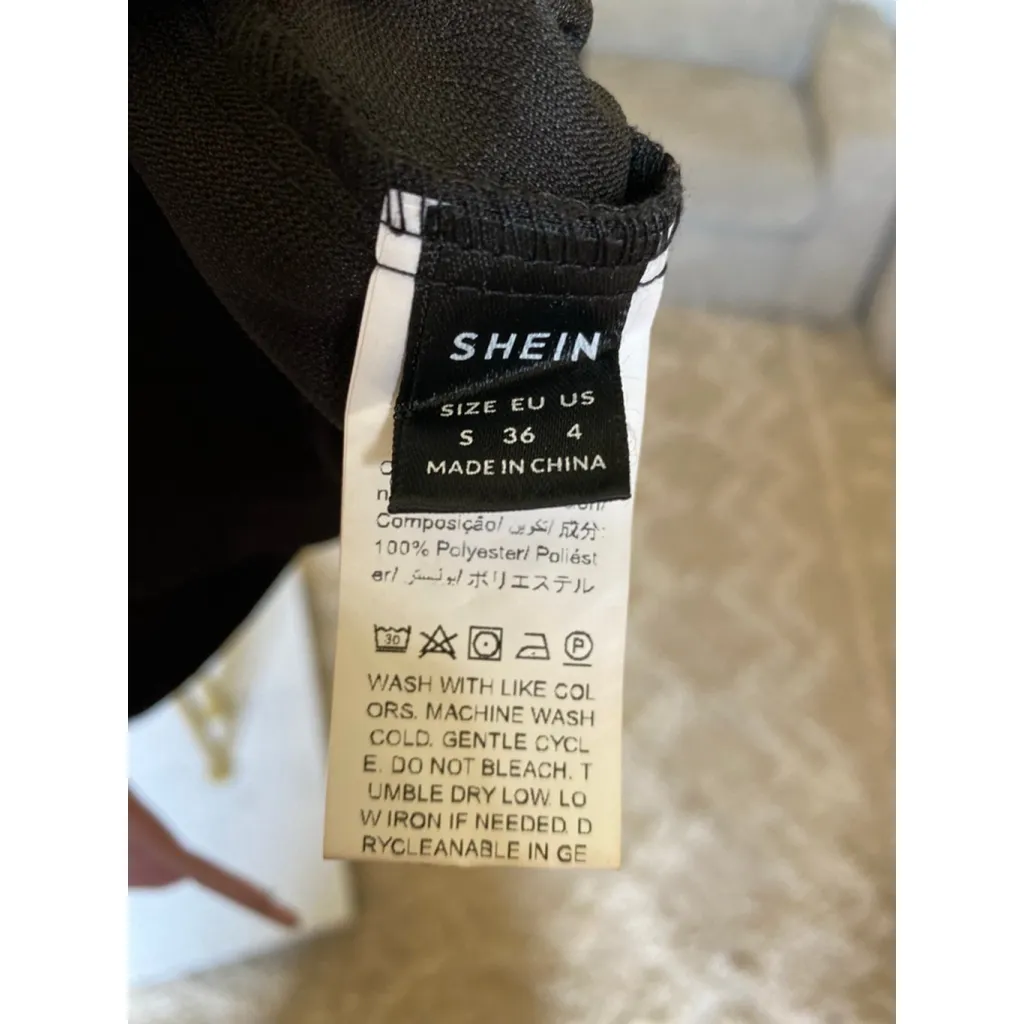 SHEIN
SIZE EU US
S 36 4
MADE IN CHINA
Composição/ تكوين/ 成分:
100% Polyester/ Poliést
er/ بوليستر/ ポリエステル
30
P
WASH WITH LIKE COL
ORS. MACHINE WASH
COLD. GENTLE CYCL
E. DO NOT BLEACH. T
UMBLE DRY LOW. LO
W IRON IF NEEDED. D
RYCLEANABLE IN GE